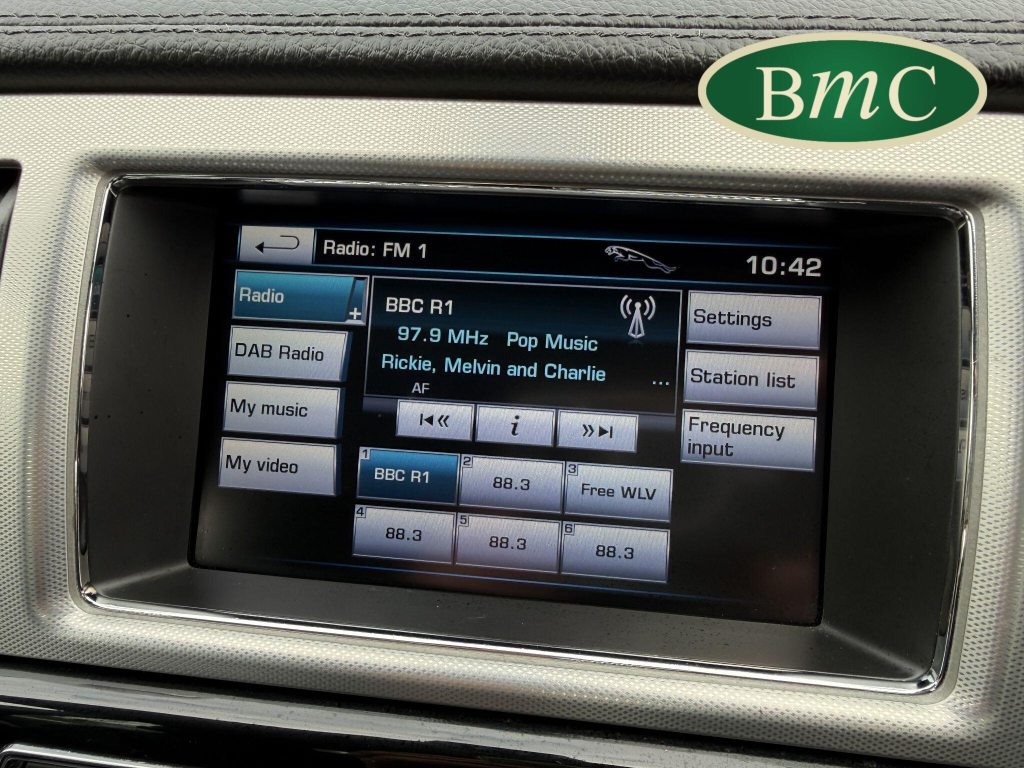 BmC
Radio: FM 1
10:42
Radio
+
BBC R1
97.9 MHz Pop Music
Rickie, Melvin and Charlie ...
AF
Settings
DAB Radio
Station list
My music
i
Frequency
input
My video
1
BBC R1
2
88.3
3
Free WLV
4
88.3
5
88.3
6
88.3